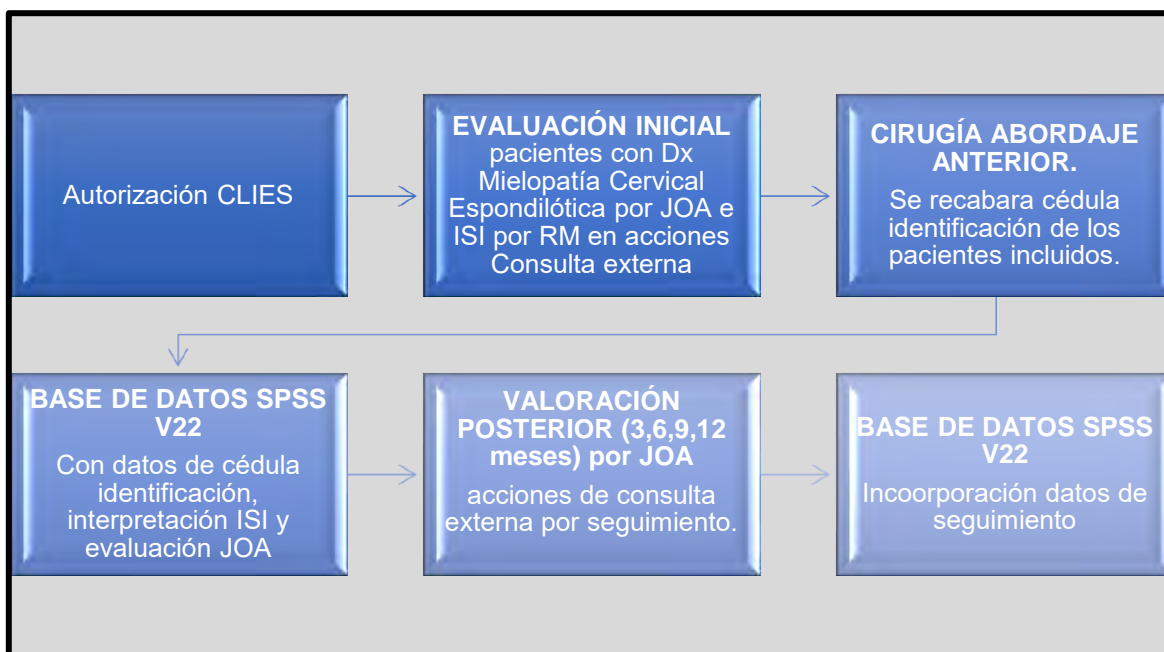 Autorización CLIES
EVALUACIÓN INICIAL
pacientes con Dx
Mielopatía Cervical
Espondilótica por JOA e
ISI por RM en acciones
Consulta externa
CIRUGÍA ABORDAJE
ANTERIOR.
Se recabara cédula
identificación de los
pacientes incluidos.
BASE DE DATOS SPSS
V22
Con datos de cédula
identificación,
interpretación ISI y
evaluación JOA
VALORACIÓN
POSTERIOR (3,6,9,12
meses) por JOA
acciones de consulta
externa por seguimiento.
BASE DE DATOS SPSS
V22
Incoorporación datos de
seguimiento